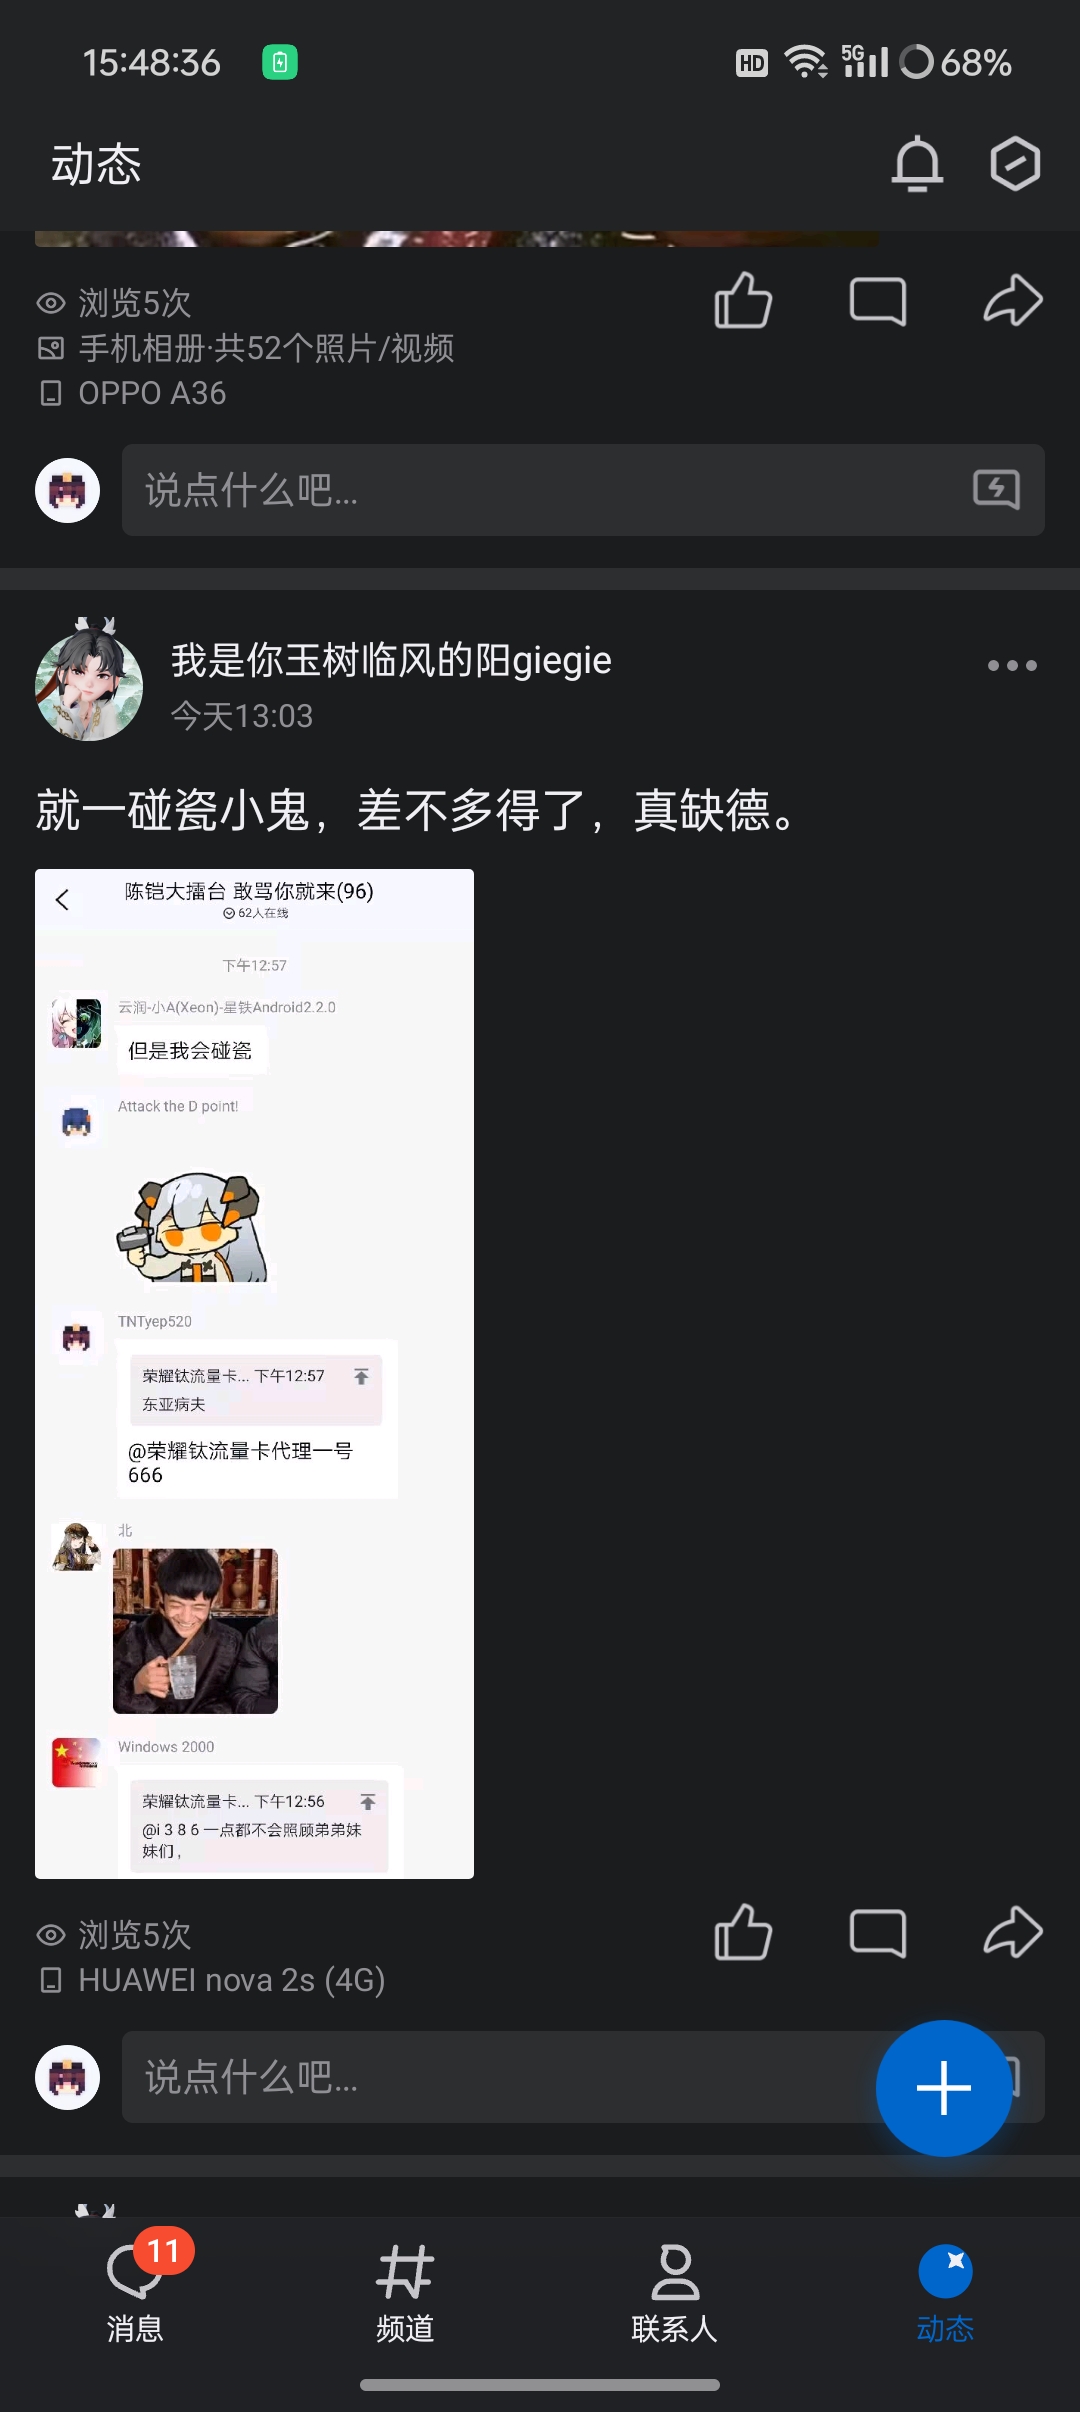 15:48:36
HD 5G 68%
动态
浏览5次
手机相册·共52个照片/视频
OPPO A36
说点什么吧...
我是你玉树临风的阳giegie
今天13:03
就一碰瓷小鬼，差不多得了，真缺德。
陈铠大擂台 敢骂你就来(96)
62人在线
下午12:57
云润-小A(Xeon)-星铁Android2.2.0
但是我会碰瓷
Attack the D point!
TNTyep520
荣耀钛流量卡... 下午12:57
东亚病夫
@荣耀钛流量卡代理一号
666
北
Windows 2000
荣耀钛流量卡... 下午12:56
@i 3 8 6 一点都不会照顾弟弟妹
妹们，
浏览5次
HUAWEI nova 2s (4G)
说点什么吧...
11
消息
频道
联系人
动态